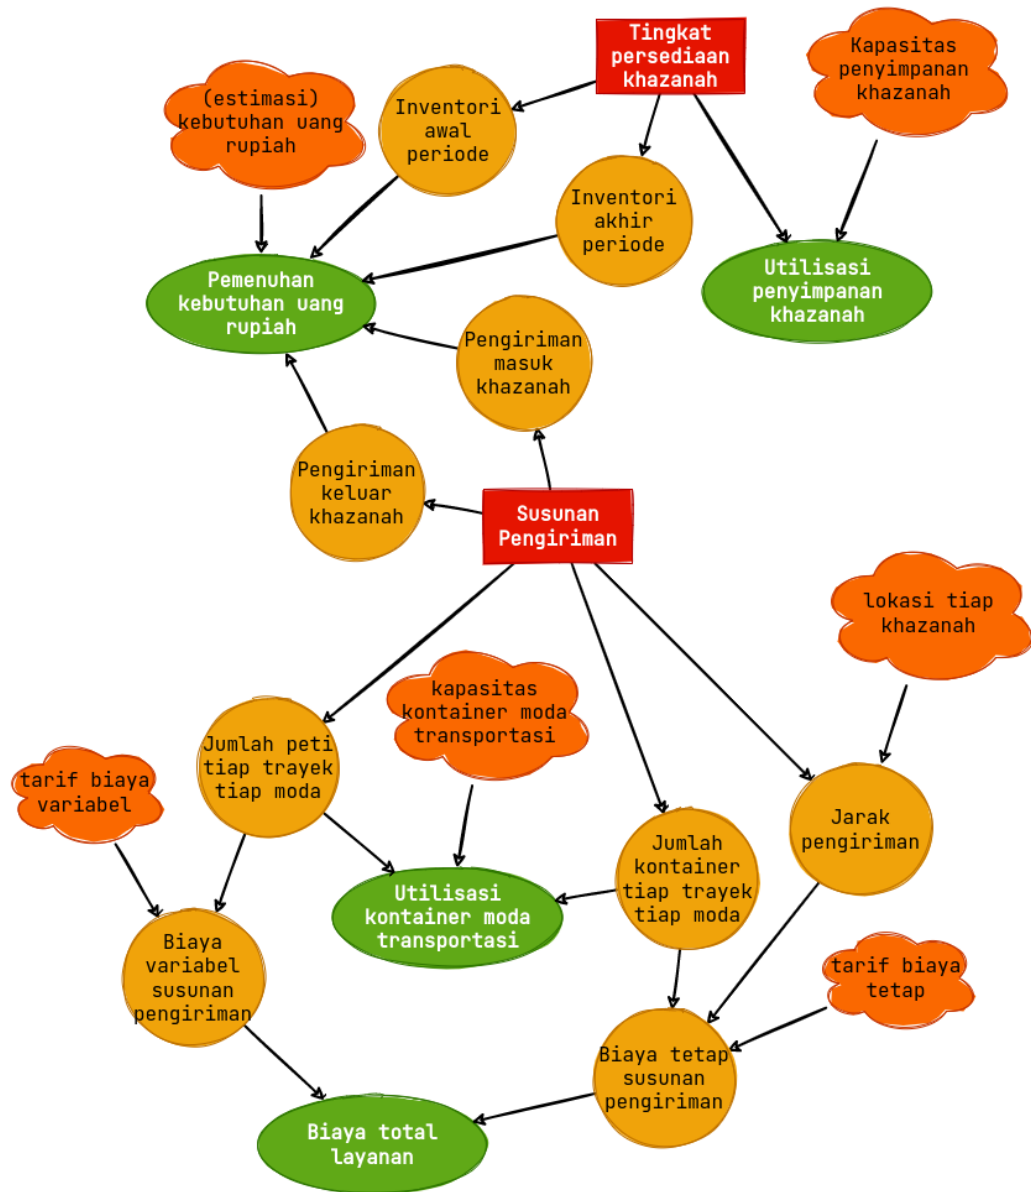 Tingkat
persediaan
khazanah
Kapasitas
penyimpanan
khazanah
(estimasi)
kebutuhan uang
rupiah
Inventori
awal
periode
Inventori
akhir
periode
Pemenuhan
kebutuhan uang
rupiah
Utilisasi
penyimpanan
khazanah
Pengiriman
masuk
khazanah
Pengiriman
keluar
khazanah
Susunan
Pengiriman
lokasi tiap
khazanah
kapasitas
kontainer moda
transportasi
Jumlah peti
tiap trayek
tiap moda
tarif biaya
variabel
Jarak
pengiriman
Jumlah
kontainer
tiap trayek
tiap moda
Utilisasi
kontainer moda
transportasi
Biaya
variabel
susunan
pengiriman
tarif biaya
tetap
Biaya tetap
susunan
pengiriman
Biaya total
layanan